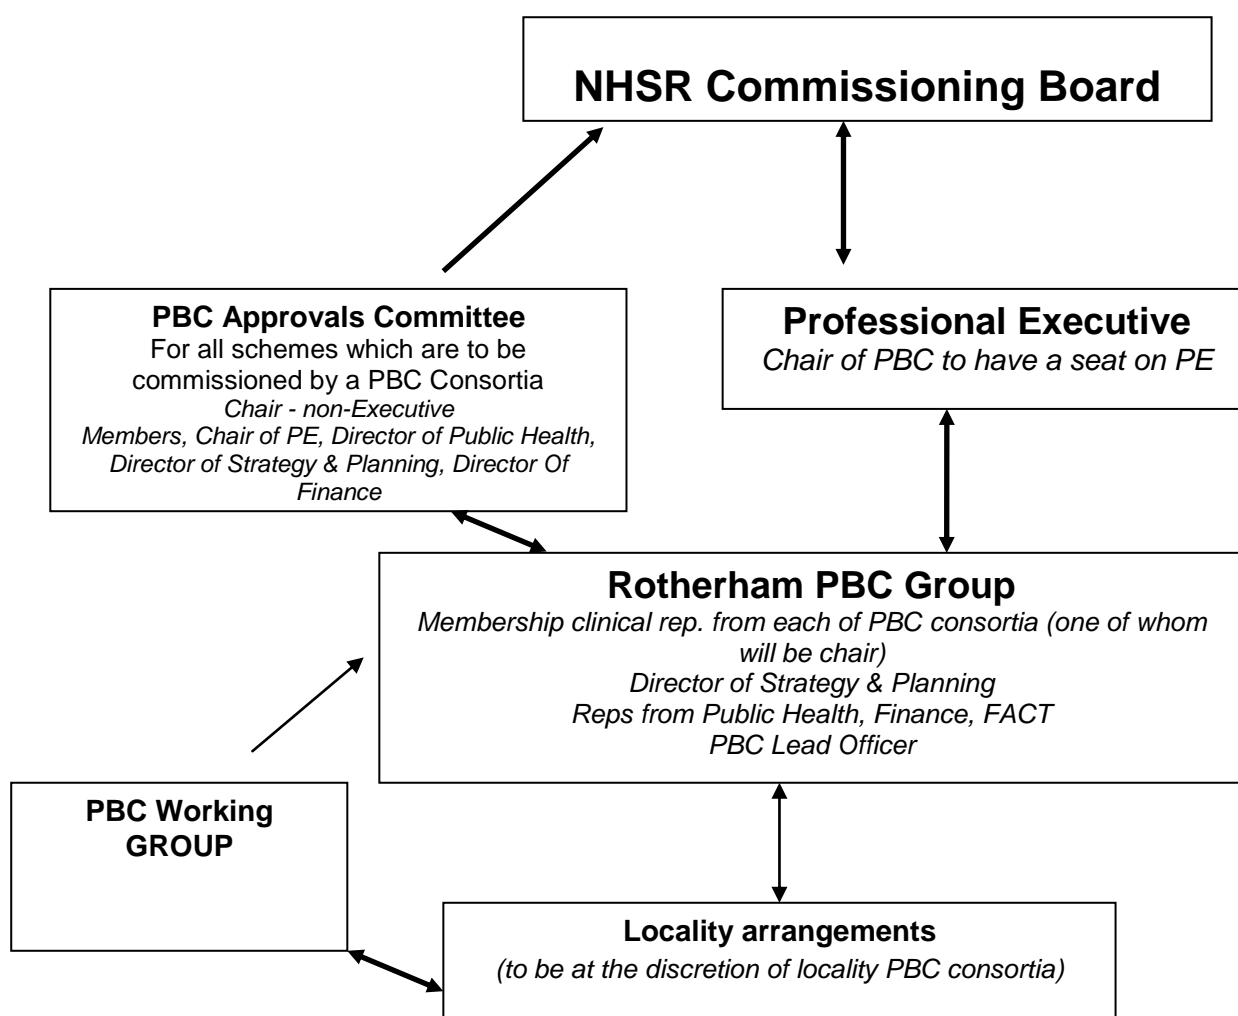 NHSR Commissioning Board
PBC Approvals Committee
For all schemes which are to be
commissioned by a PBC Consortia
Chair - non-Executive
Members, Chair of PE, Director of Public Health,
Director of Strategy & Planning, Director Of
Finance
Professional Executive
Chair of PBC to have a seat on PE
Rotherham PBC Group
Membership clinical rep. from each of PBC consortia (one of whom
will be chair)
Director of Strategy & Planning
Reps from Public Health, Finance, FACT
PBC Lead Officer
PBC Working
GROUP
Locality arrangements
(to be at the discretion of locality PBC consortia)